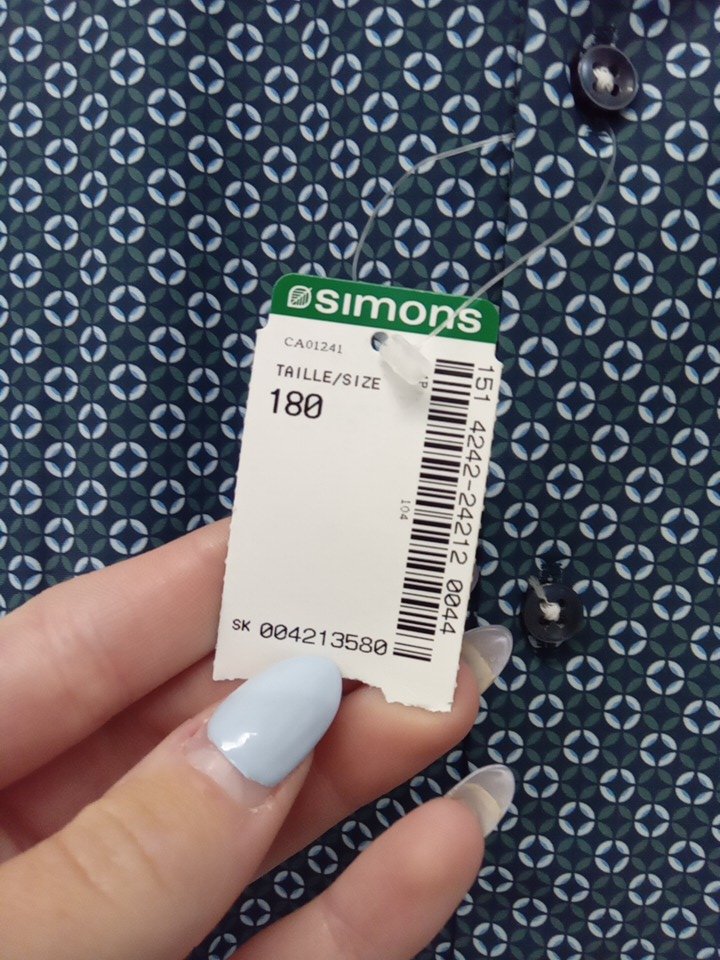 simons
CA01241
TAILLE/SIZE
180
151 4242-24212 0044
104
SK 004213580